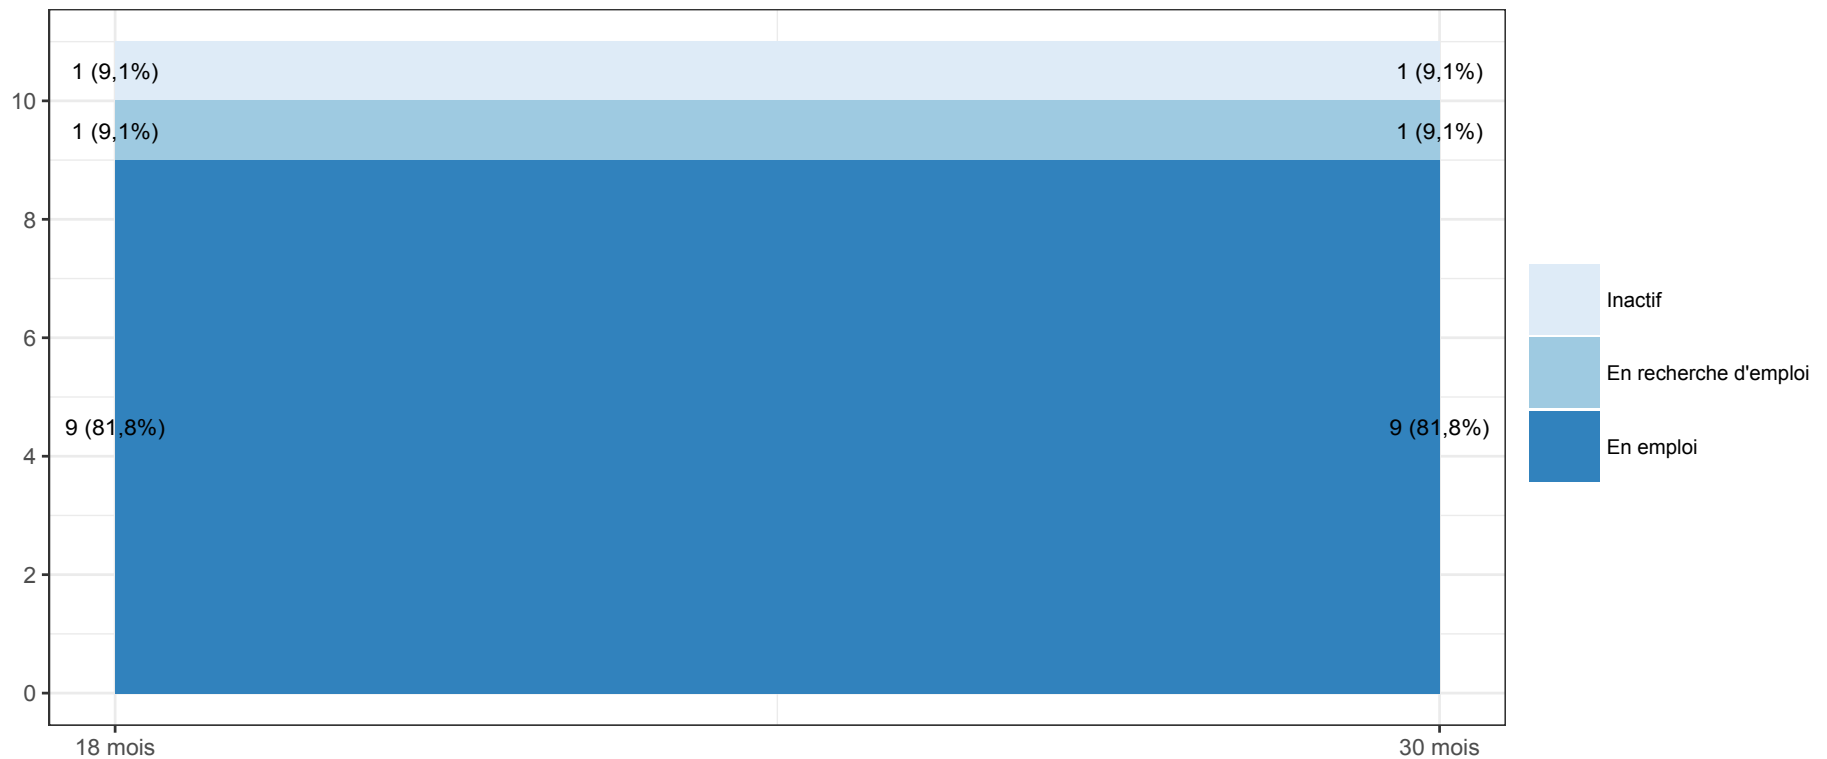 1 (9,1%) 1 (9,1%)
10
1 (9,1%) 1 (9,1%)
8
6
9 (81,8%) 9 (81,8%)
4
2
0
18 mois 30 mois
Inactif
En recherche d'emploi
En emploi